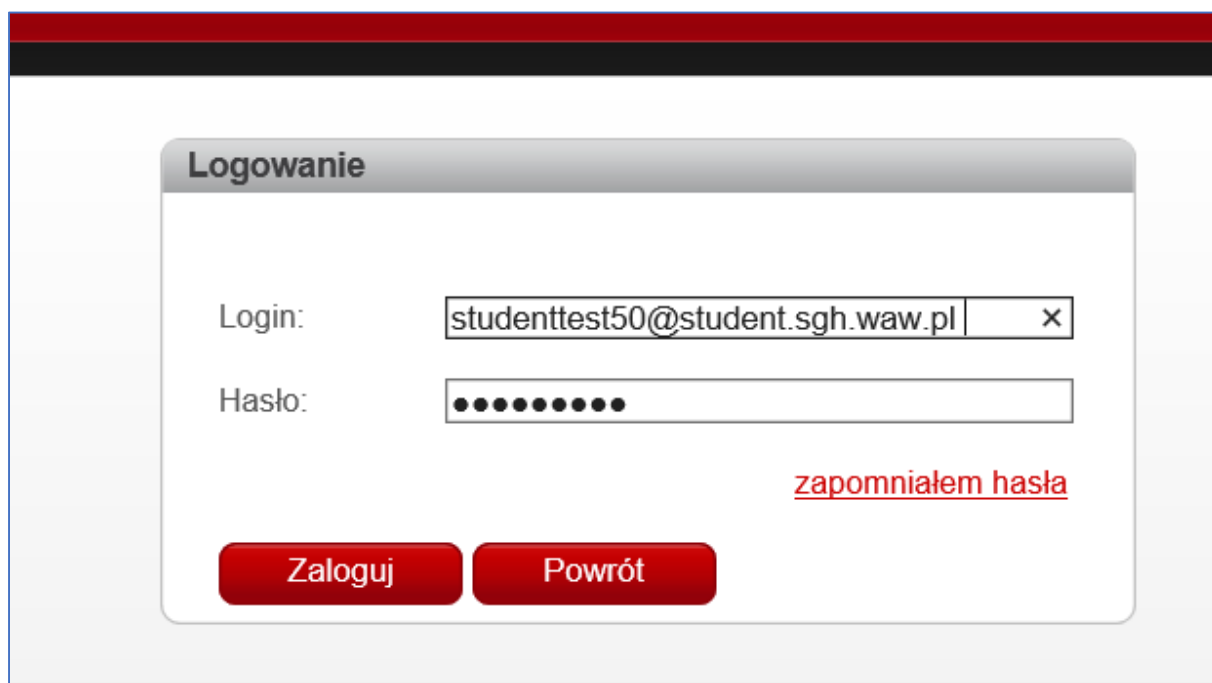 Logowanie
Login: studenttest50@student.sgh.waw.pl ×
Hasło: ●●●●●●●●●
zapomniałem hasła
Zaloguj Powrót